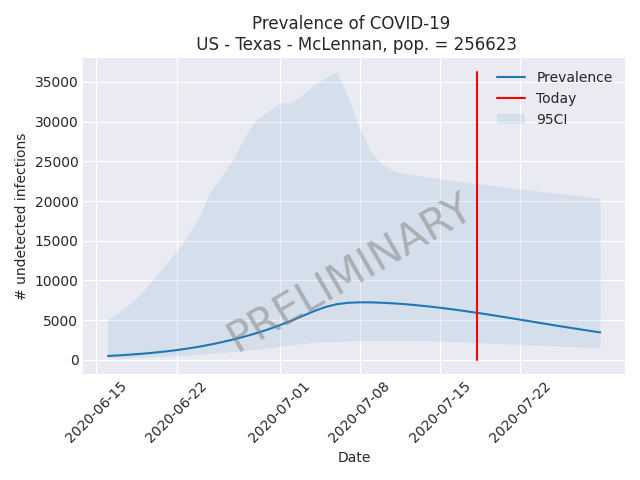 Prevalence of COVID-19
US - Texas - McLennan, pop. = 256623
Prevalence
Today
95CI
35000
30000
25000
20000
15000
10000
5000
0
# undetected infections
PRELIMINARY
2020-06-15
2020-06-22
2020-07-01
2020-07-08
2020-07-15
2020-07-22
Date